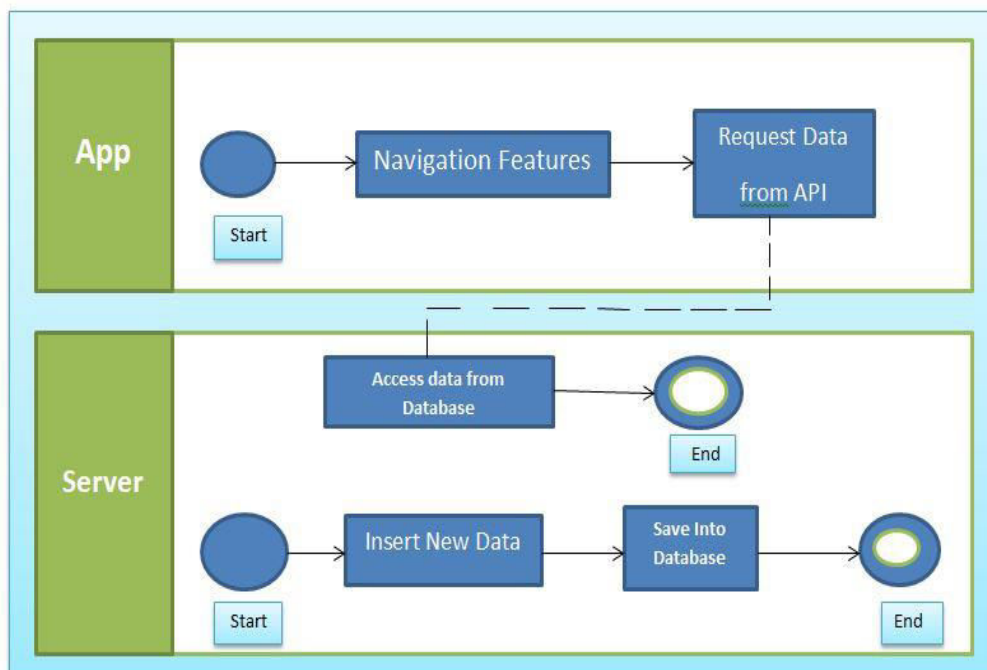 App
Start
Navigation Features
Request Data
from API
Server
Access data from
Database
End
Start
Insert New Data
Save Into
Database
End